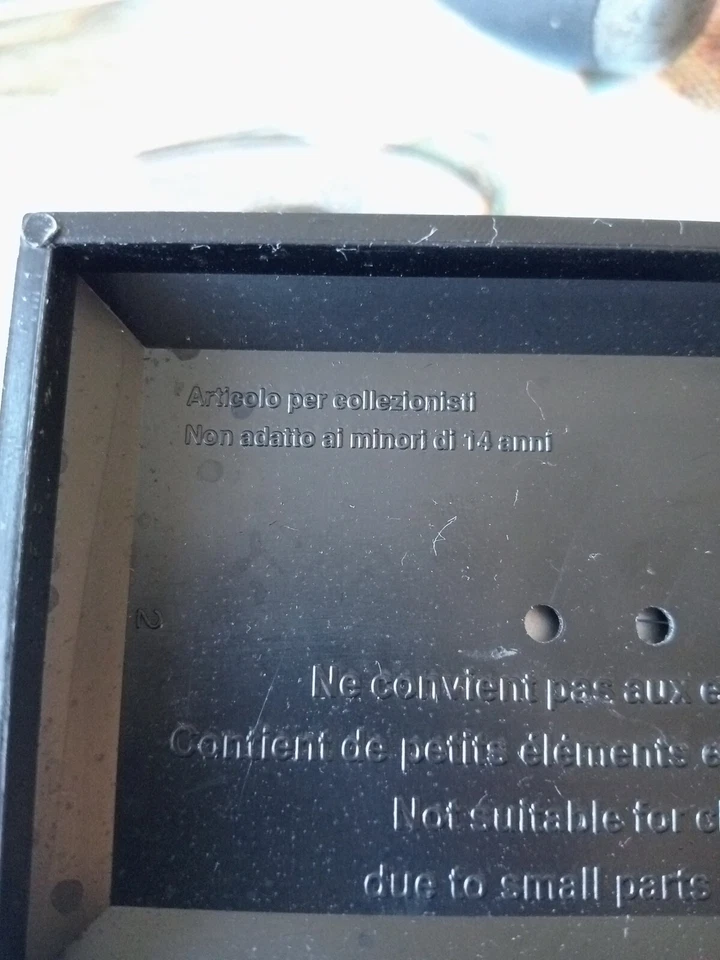 Articolo per collezionisti
Non adatto ai minori di 14 anni
2
Ne convient pas aux e
Contient de petits éléments e
Not suitable for c
due to small parts